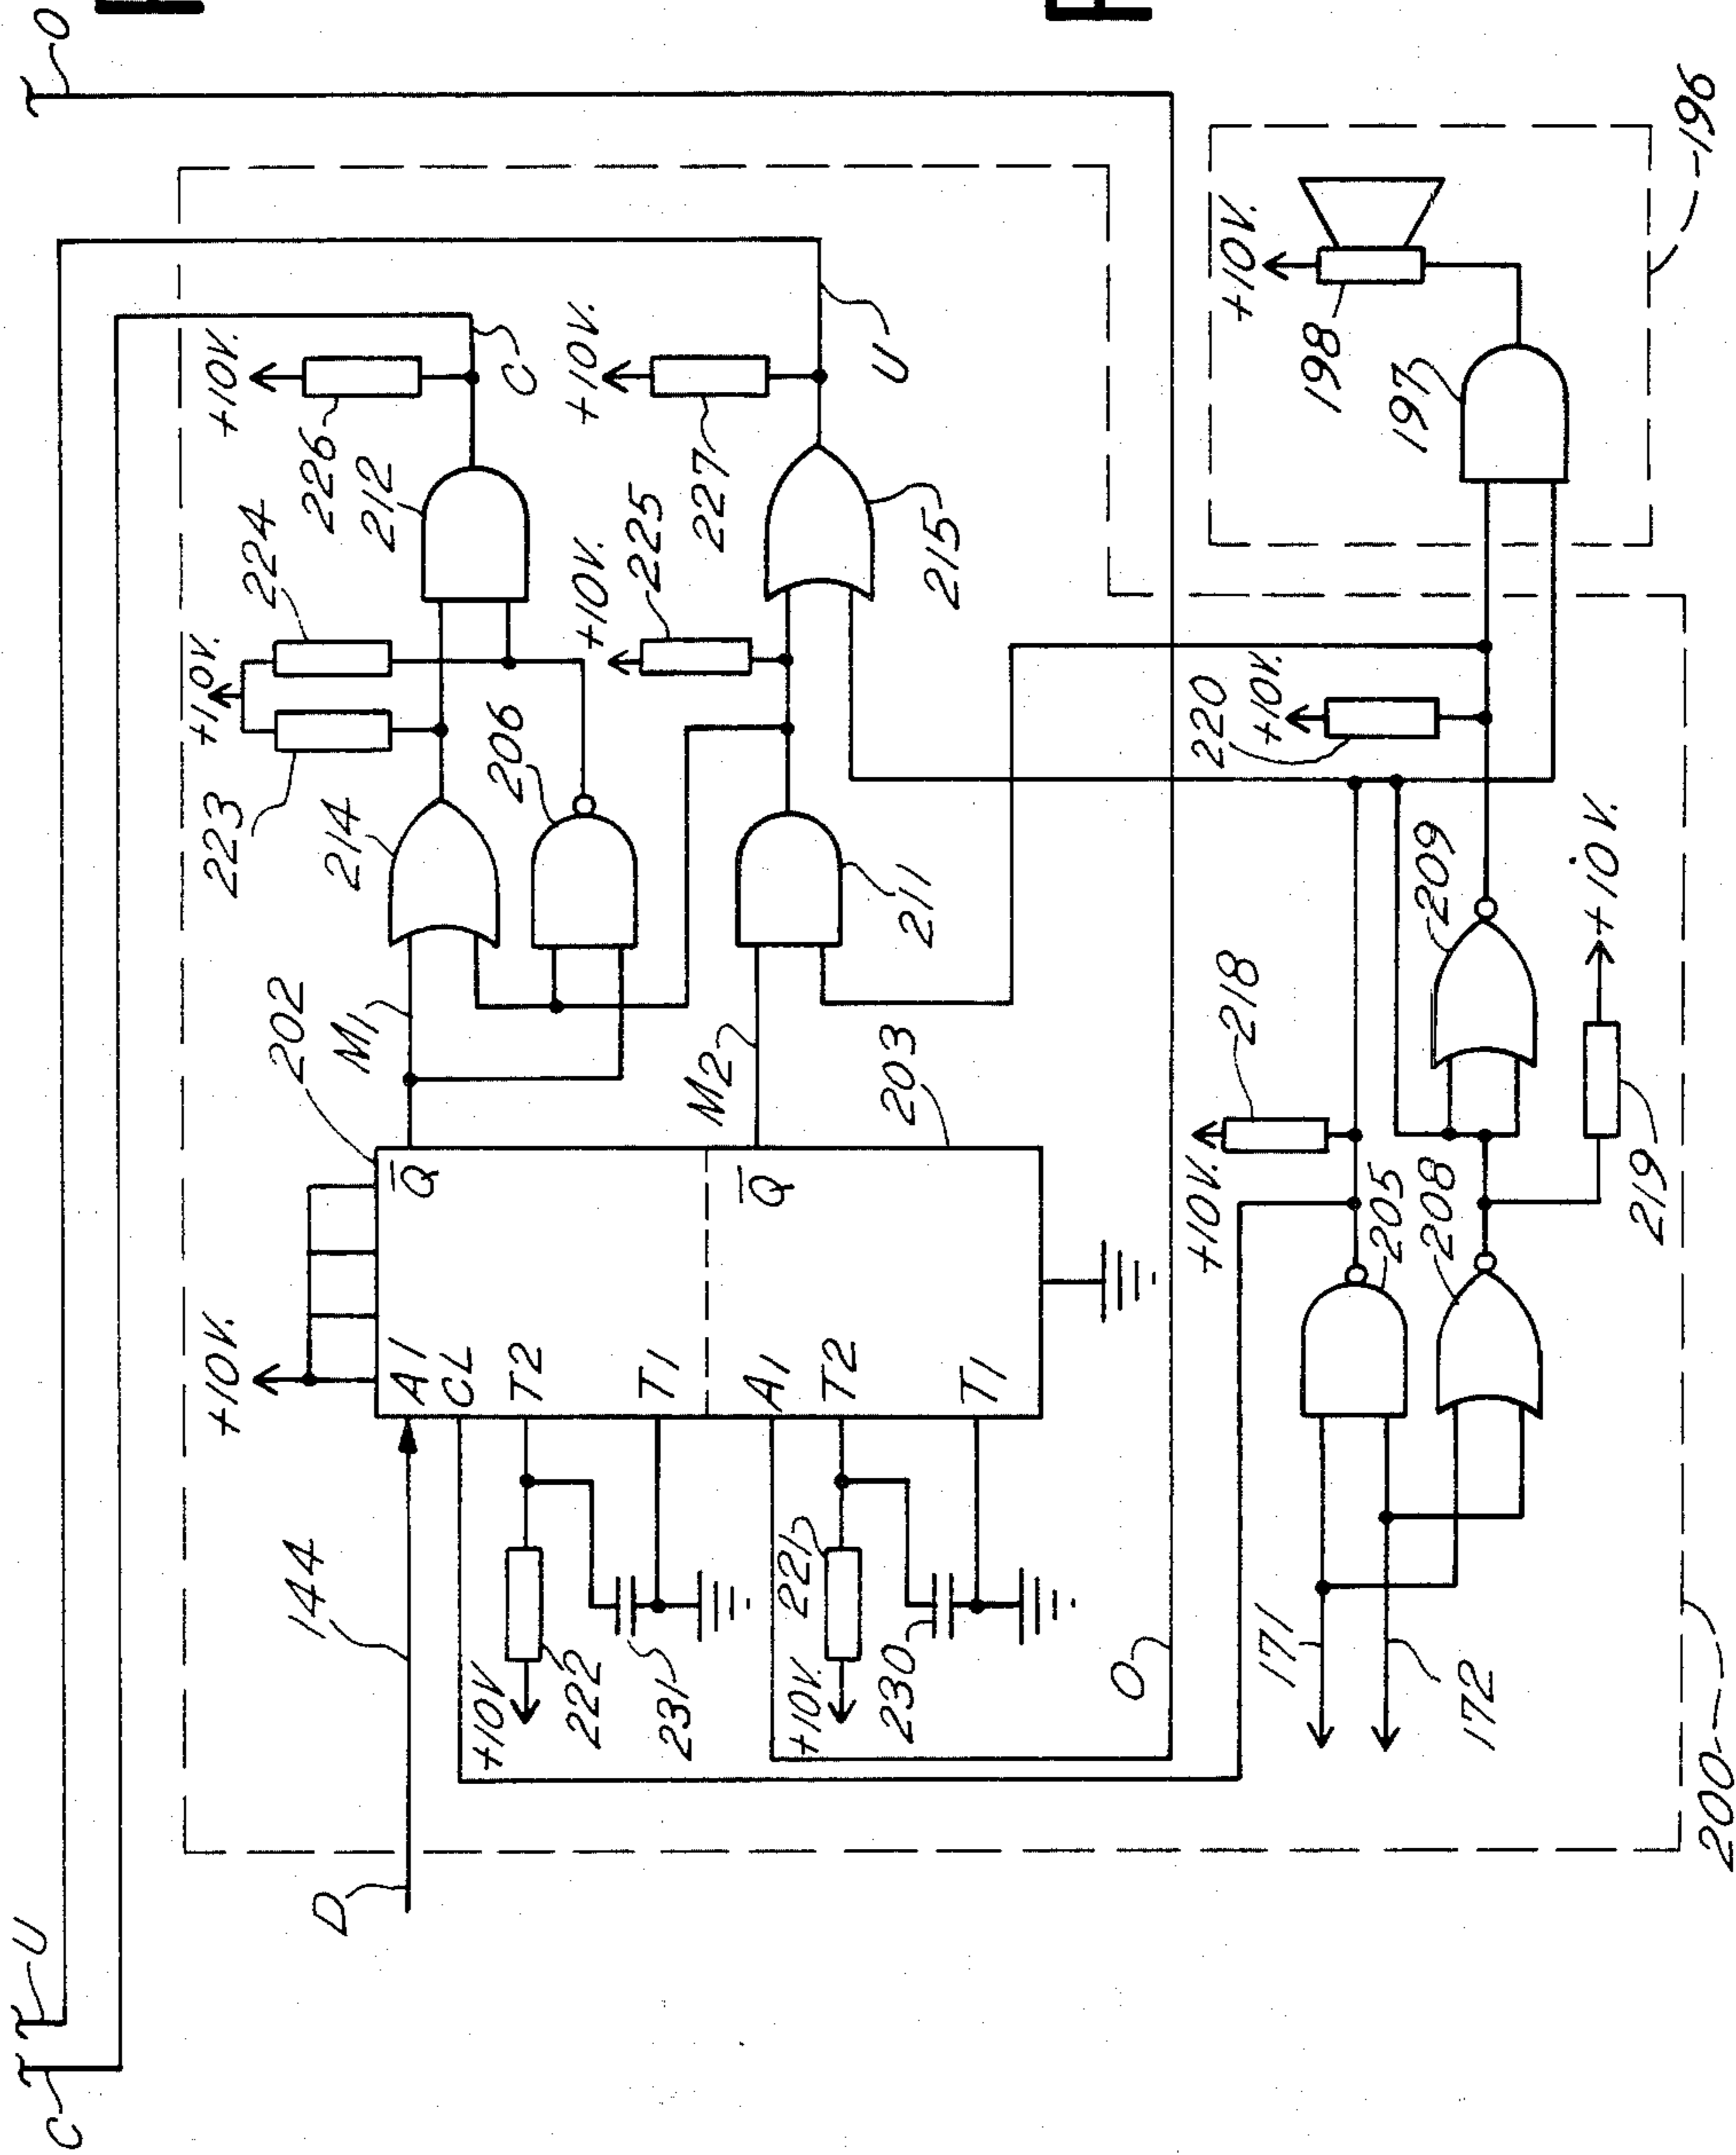 O
C
U
+10V.
226
212
C
+10V.
224
+10V.
223
214
206
+10V.
225
227
U
215
211
202
M1
M2
203
Q
Q
+10V.
A1
CL
T2
T1
A1
T2
T1
144
D
+10V
222
231
+10V.
221
230
O
+10V.
218
205
208
209
220
+10V.
+10V.
219
171
172
200
+10V.
198
197
196